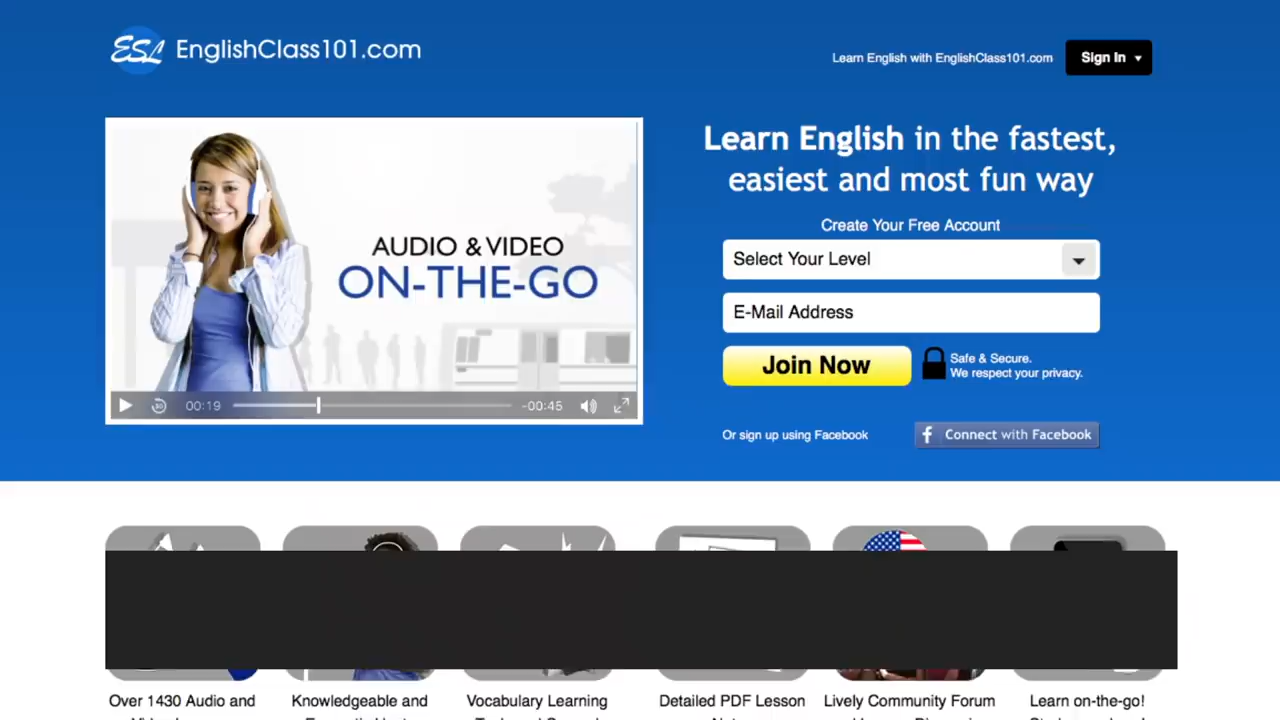 ESL EnglishClass101.com
Learn English with EnglishClass101.com
Sign In
AUDIO & VIDEO
ON-THE-GO
00:19
-00:45
Learn English in the fastest,
easiest and most fun way
Create Your Free Account
Select Your Level
E-Mail Address
Join Now
Safe & Secure.
We respect your privacy.
Or sign up using Facebook
f Connect with Facebook
Over 1430 Audio and
Knowledgeable and
Vocabulary Learning
Detailed PDF Lesson
Lively Community Forum
Learn on-the-go!